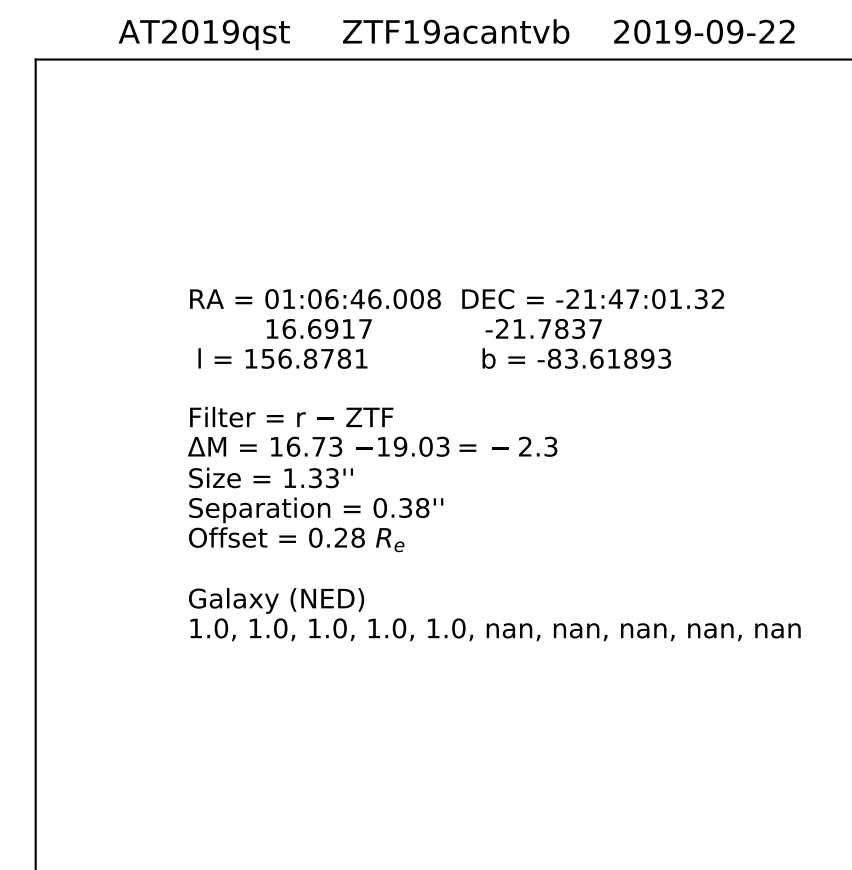 AT2019qst ZTF19acantvb 2019-09-22
RA = 01:06:46.008 DEC = -21:47:01.32
16.6917 -21.7837
l = 156.8781 b = -83.61893
Filter = r − ZTF
ΔM = 16.73 −19.03 = − 2.3
Size = 1.33''
Separation = 0.38''
Offset = 0.28 Re
Galaxy (NED)
1.0, 1.0, 1.0, 1.0, 1.0, nan, nan, nan, nan, nan